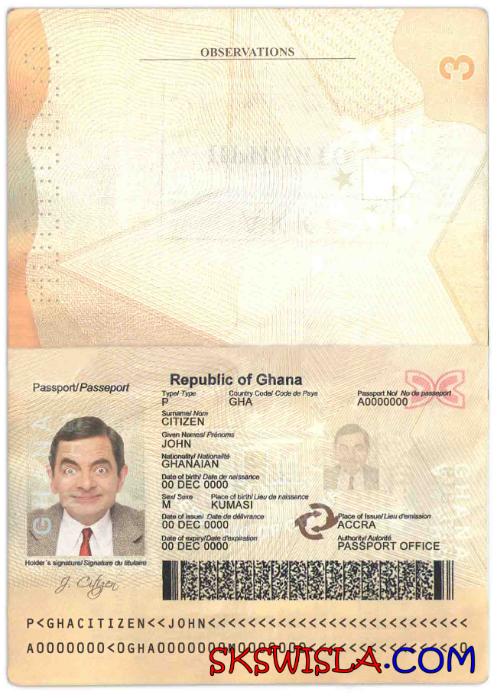 OBSERVATIONS
3
Passport/Passeport
Republic of Ghana
Type/ Type Country Code/ Code de Pays Passport No/ No de passeport
P GHA A0000000
Surname/ Nom
CITIZEN
Given Names/ Prénoms
JOHN
Nationality/ Nationalité
GHANAIAN
Date of birth/ Date de naissance
00 DEC 0000
Sex/ Sexe Place of birth/ Lieu de naissance
M KUMASI
Date of issue/ Date de délivrance Place of Issue/ Lieu d'emission
00 DEC 0000 ACCRA
Date of expiry/ Date d'expiration Authority/ Autorité
00 DEC 0000 PASSPORT OFFICE
GHANA
Holder's signature/ Signature du titulaire
J. Citizen
P<GHACITIZEN<<JOHN<<<<<<<<<<<<<<<<<<<<<<<<<<
SKSWISLA.COM